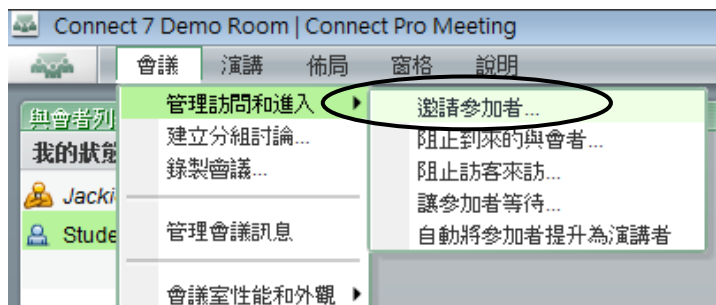 Connect 7 Demo Room | Connect Pro Meeting
會議 演講 佈局 窗格 說明
與會者列
我的狀態
Jacki
Stude
管理訪問和進入
建立分組討論...
錄製會議...
管理會議訊息
會議室性能和外觀
邀請參加者...
阻止到來的與會者...
阻止訪客來訪...
讓參加者等待...
自動將參加者提升為演講者